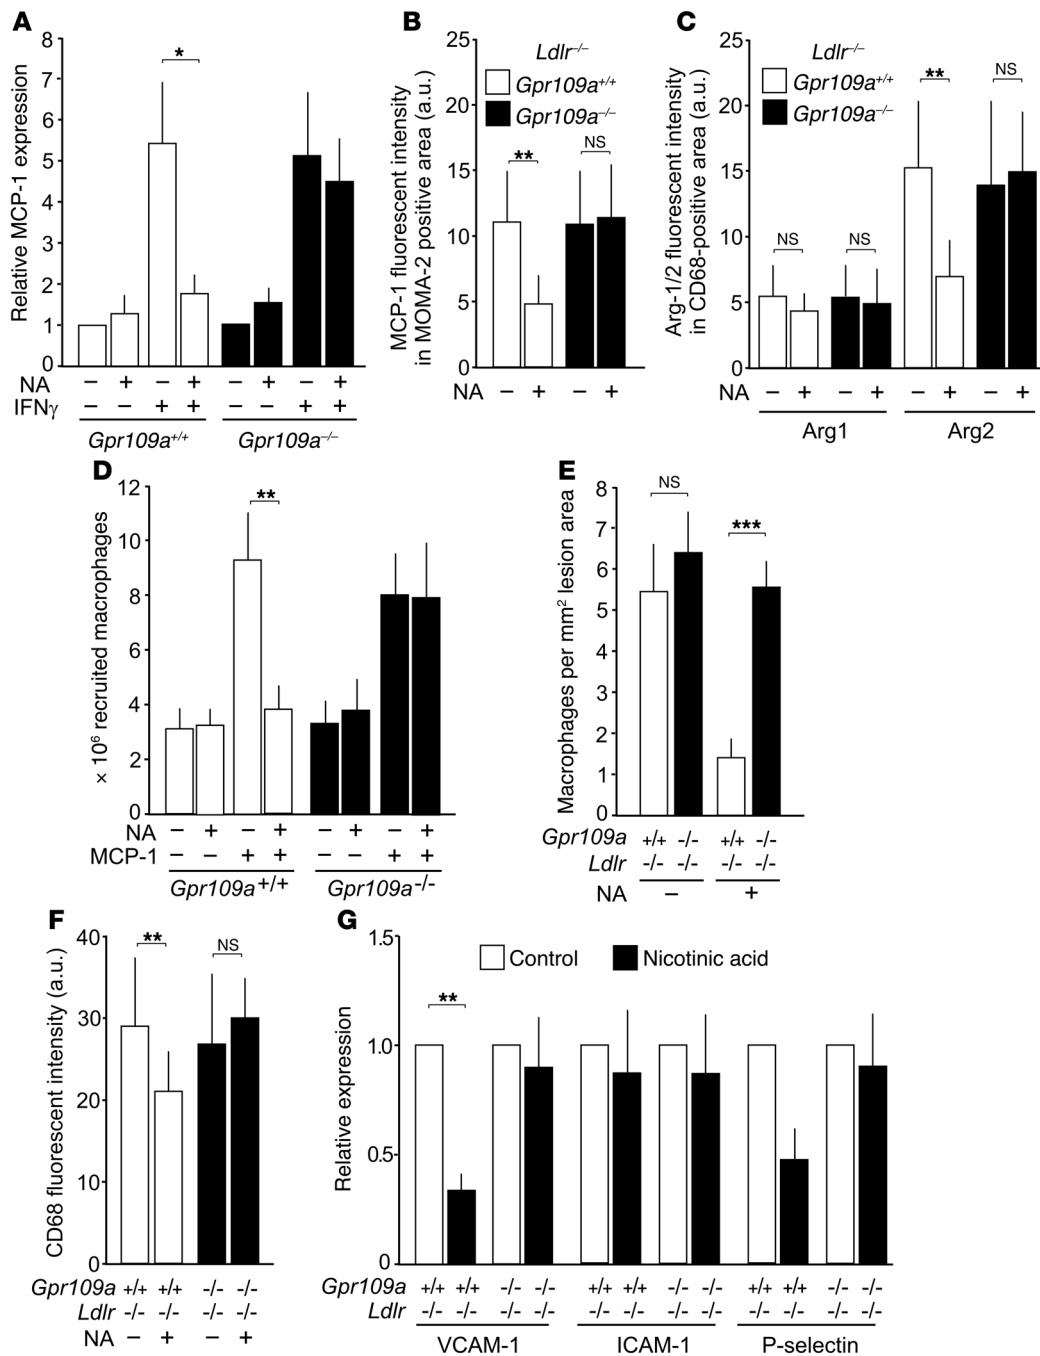 A
Relative MCP-1 expression
8
7
6
5
4
3
2
1
0
*
NA – + – + – + – +
IFNγ – – + + – – + +
Gpr109a+/+ Gpr109a–/–
B
MCP-1 fluorescent intensity
in MOMA-2 positive area (a.u.)
25
20
15
10
5
0
Ldlr–/–
Gpr109a+/+
Gpr109a–/–
** NS
NA – + – +
C
Arg-1/2 fluorescent intensity
in CD68-positive area (a.u.)
25
20
15
10
5
0
Ldlr–/–
Gpr109a+/+
Gpr109a–/–
NS NS ** NS
NA – + – + – + – +
Arg1 Arg2
D
× 10⁶ recruited macrophages
12
10
8
6
4
2
0
**
NA – + – + – + – +
MCP-1 – – + + – – + +
Gpr109a+/+ Gpr109a-/-
E
Macrophages per mm² lesion area
8
7
6
5
4
3
2
1
0
NS ***
Gpr109a +/+ -/- +/+ -/-
Ldlr -/- -/- -/- -/-
NA – +
F
CD68 fluorescent intensity (a.u.)
40
30
20
10
0
** NS
Gpr109a +/+ +/+ -/- -/-
Ldlr -/- -/- -/- -/-
NA – + – +
G
Relative expression
1.5
1.0
0.5
0
Control Nicotinic acid
**
Gpr109a +/+ +/+ -/- -/- +/+ +/+ -/- -/- +/+ +/+ -/- -/-
Ldlr -/- -/- -/- -/- -/- -/- -/- -/- -/- -/- -/- -/-
VCAM-1 ICAM-1 P-selectin